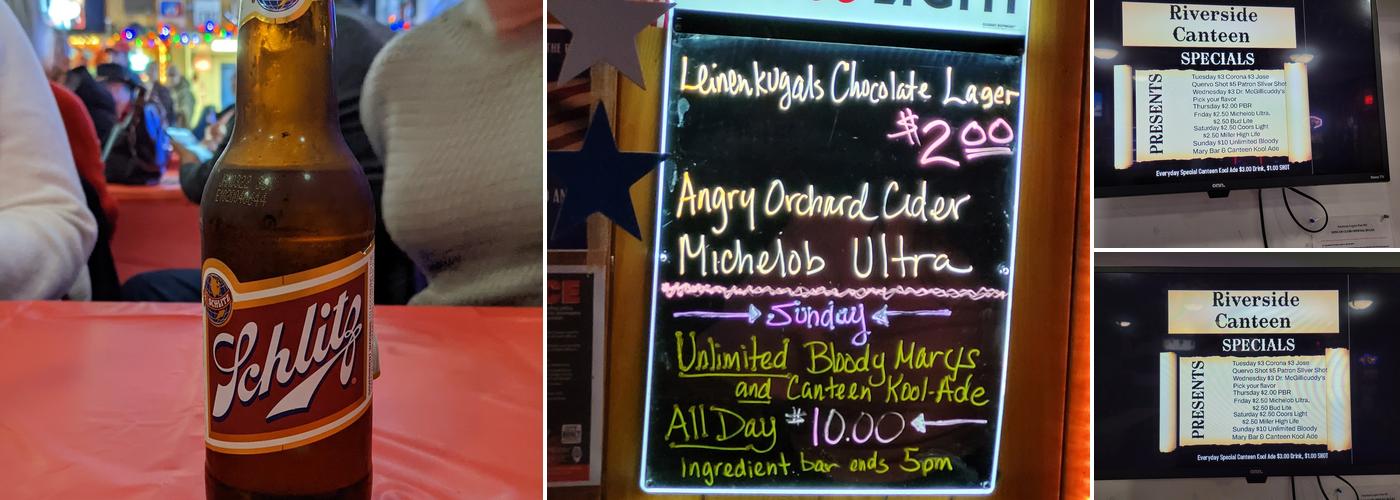 SCHLITZ
Schlitz
LIGHT
Leinenkugals Chocolate Lager
$2.00
Angry Orchard Cider
Michelob Ultra
Sunday
Unlimited Bloody Marys
and Canteen Kool-Ade
All Day $10.00
ingredient bar ends 5pm
Riverside
Canteen
SPECIALS
PRESENTS
Tuesday $3 Corona $3 Jose
Quervo Shot $5 Patron Silver Shot
Wednesday $3 Dr. McGillicuddy's
Pick your flavor
Thursday $2.00 PBR
Friday $2.50 Michelob Ultra,
$2.50 Bud Lite
Saturday $2.50 Coors Light
$2.50 Miller High Life
Sunday $10 Unlimited Bloody
Mary Bar & Canteen Kool Ade
Everyday Special Canteen Kool Ade $3.00 Drink, $1.00 SHOT
onn.
Roku TV
Riverside
Canteen
SPECIALS
PRESENTS
Tuesday $3 Corona $3 Jose
Quervo Shot $5 Patron Silver Shot
Wednesday $3 Dr. McGillicuddy's
Pick your flavor
Thursday $2.00 PBR
Friday $2.50 Michelob Ultra,
$2.50 Bud Lite
Saturday $2.50 Coors Light
$2.50 Miller High Life
Sunday $10 Unlimited Bloody
Mary Bar & Canteen Kool Ade
Everyday Special Canteen Kool Ade $3.00 Drink, $1.00 SHOT
onn.